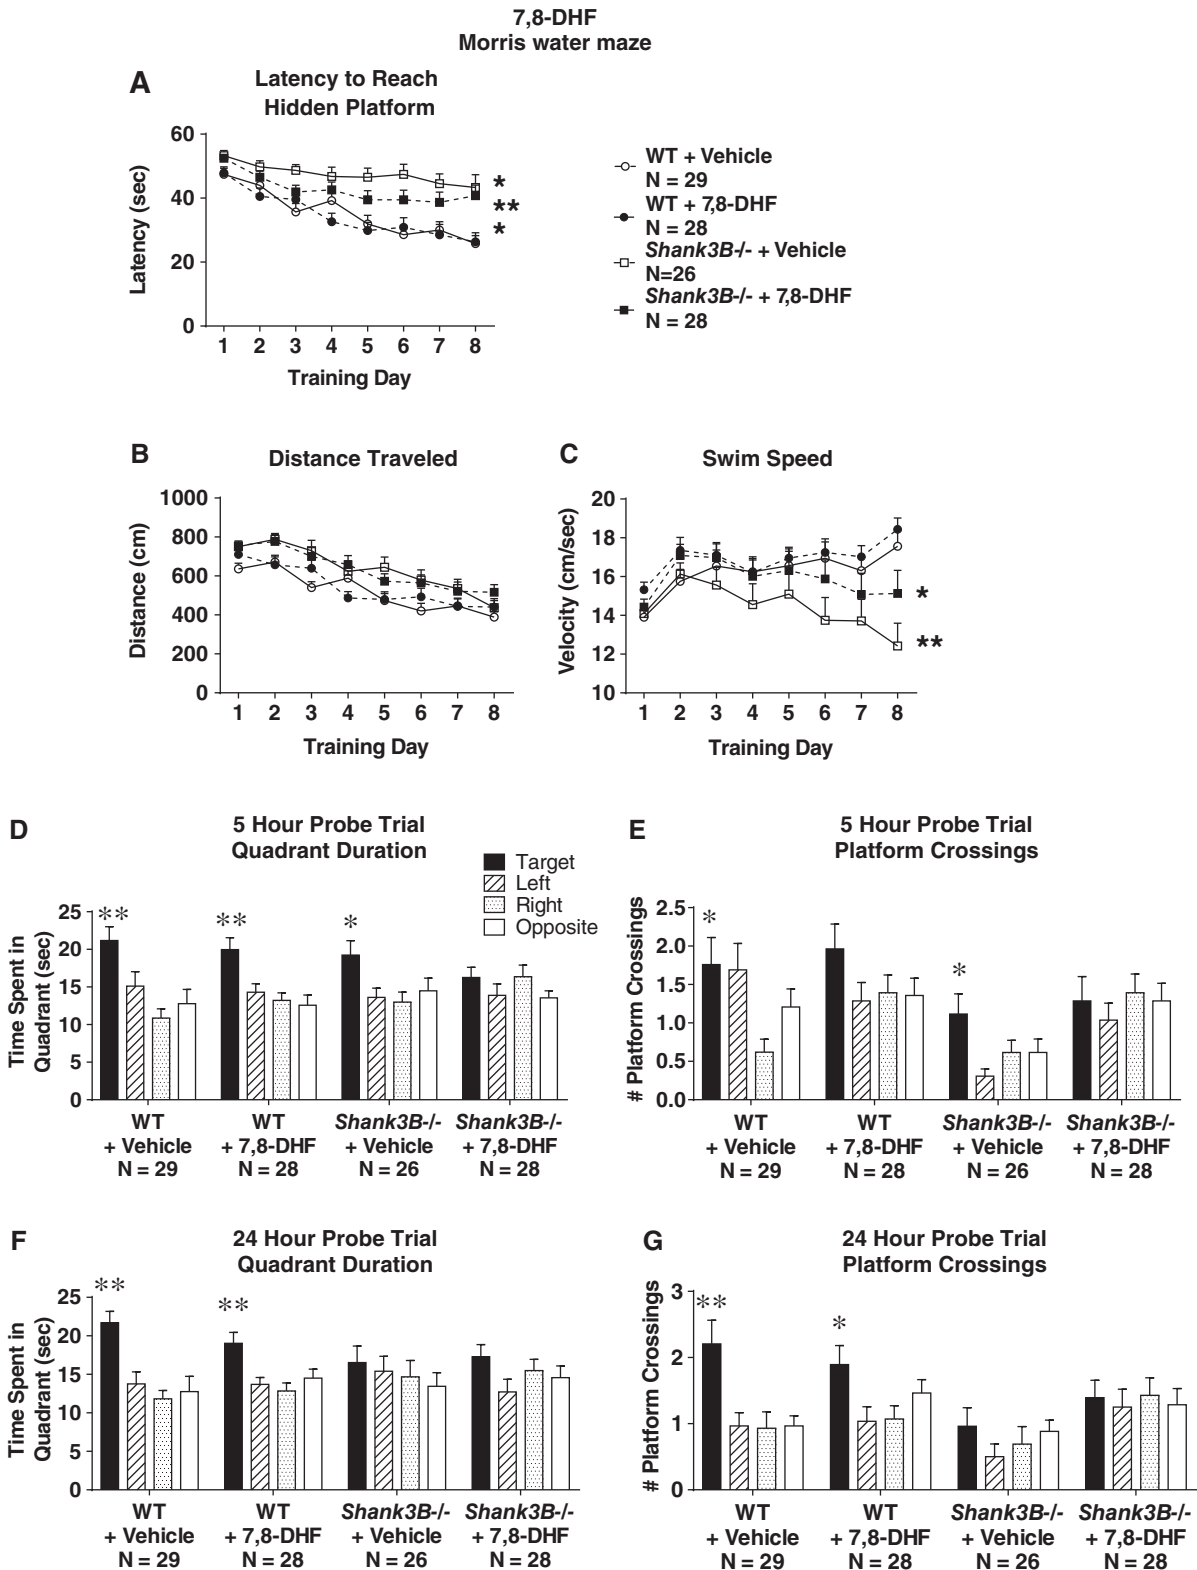 7,8-DHF
Morris water maze
A
Latency to Reach
Hidden Platform
Latency (sec)
60
40
20
0
*
**
*
1 2 3 4 5 6 7 8
Training Day
WT + Vehicle
N = 29
WT + 7,8-DHF
N = 28
Shank3B-/- + Vehicle
N=26
Shank3B-/- + 7,8-DHF
N = 28
B
Distance Traveled
Distance (cm)
1000
800
600
400
200
0
1 2 3 4 5 6 7 8
Training Day
C
Swim Speed
Velocity (cm/sec)
20
18
16
14
12
10
*
**
1 2 3 4 5 6 7 8
Training Day
D
5 Hour Probe Trial
Quadrant Duration
Target
Left
Right
Opposite
Time Spent in
Quadrant (sec)
25
20
15
10
5
0
** ** *
WT WT Shank3B-/- Shank3B-/-
+ Vehicle + 7,8-DHF + Vehicle + 7,8-DHF
N = 29 N = 28 N = 26 N = 28
E
5 Hour Probe Trial
Platform Crossings
# Platform Crossings
2.5
2.0
1.5
1.0
0.5
0.0
* *
WT WT Shank3B-/- Shank3B-/-
+ Vehicle + 7,8-DHF + Vehicle + 7,8-DHF
N = 29 N = 28 N = 26 N = 28
F
24 Hour Probe Trial
Quadrant Duration
Time Spent in
Quadrant (sec)
25
20
15
10
5
0
** **
WT WT Shank3B-/- Shank3B-/-
+ Vehicle + 7,8-DHF + Vehicle + 7,8-DHF
N = 29 N = 28 N = 26 N = 28
G
24 Hour Probe Trial
Platform Crossings
# Platform Crossings
3
2
1
0
** *
WT WT Shank3B-/- Shank3B-/-
+ Vehicle + 7,8-DHF + Vehicle + 7,8-DHF
N = 29 N = 28 N = 26 N = 28